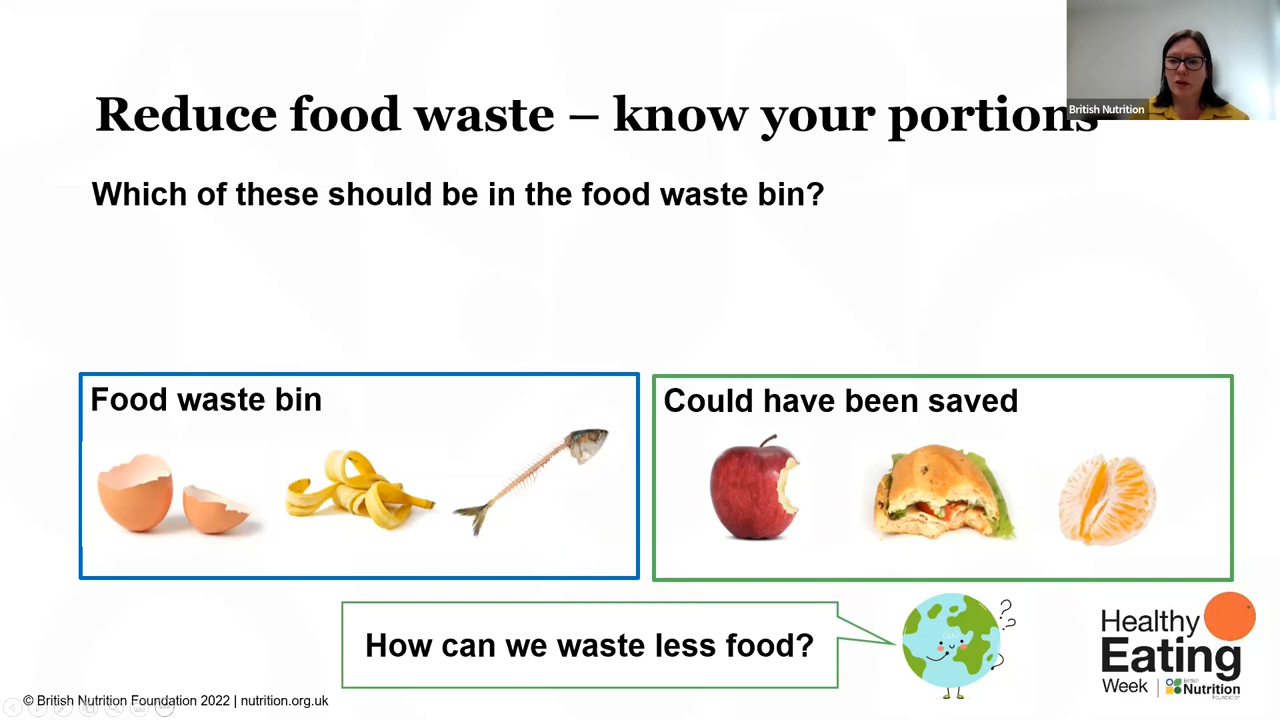 British Nutrition
Reduce food waste – know your portions
Which of these should be in the food waste bin?
Food waste bin
Could have been saved
How can we waste less food?
Healthy
Eating
Week
British
Nutrition
Foundation
© British Nutrition Foundation 2022 | nutrition.org.uk